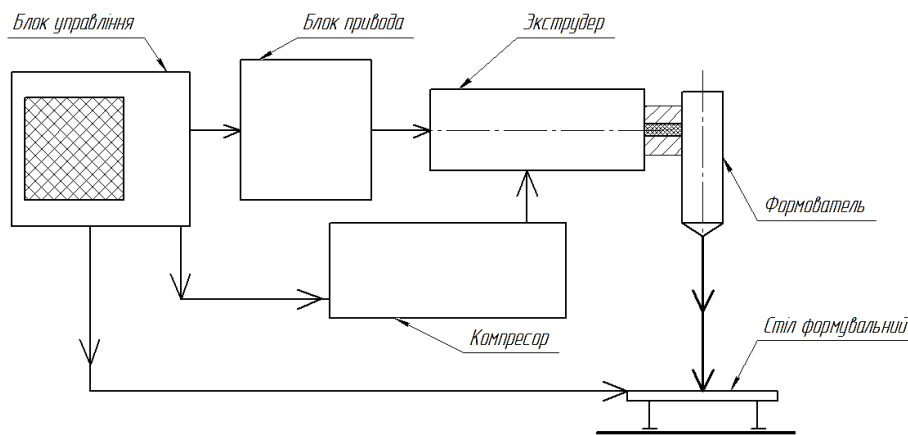 Блок управління
Блок привода
Экструдер
Формователь
Компресор
Стіл формувальний